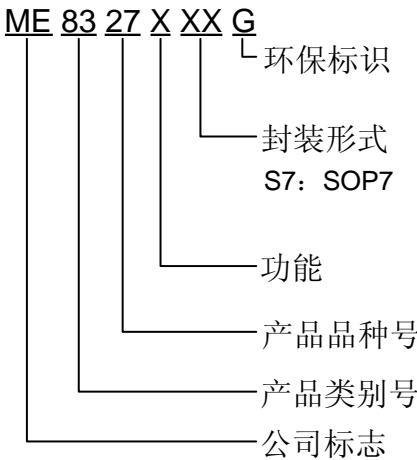 ME 83 27 X XX G
环保标识
封装形式
S7：SOP7
功能
产品品种号
产品类别号
公司标志